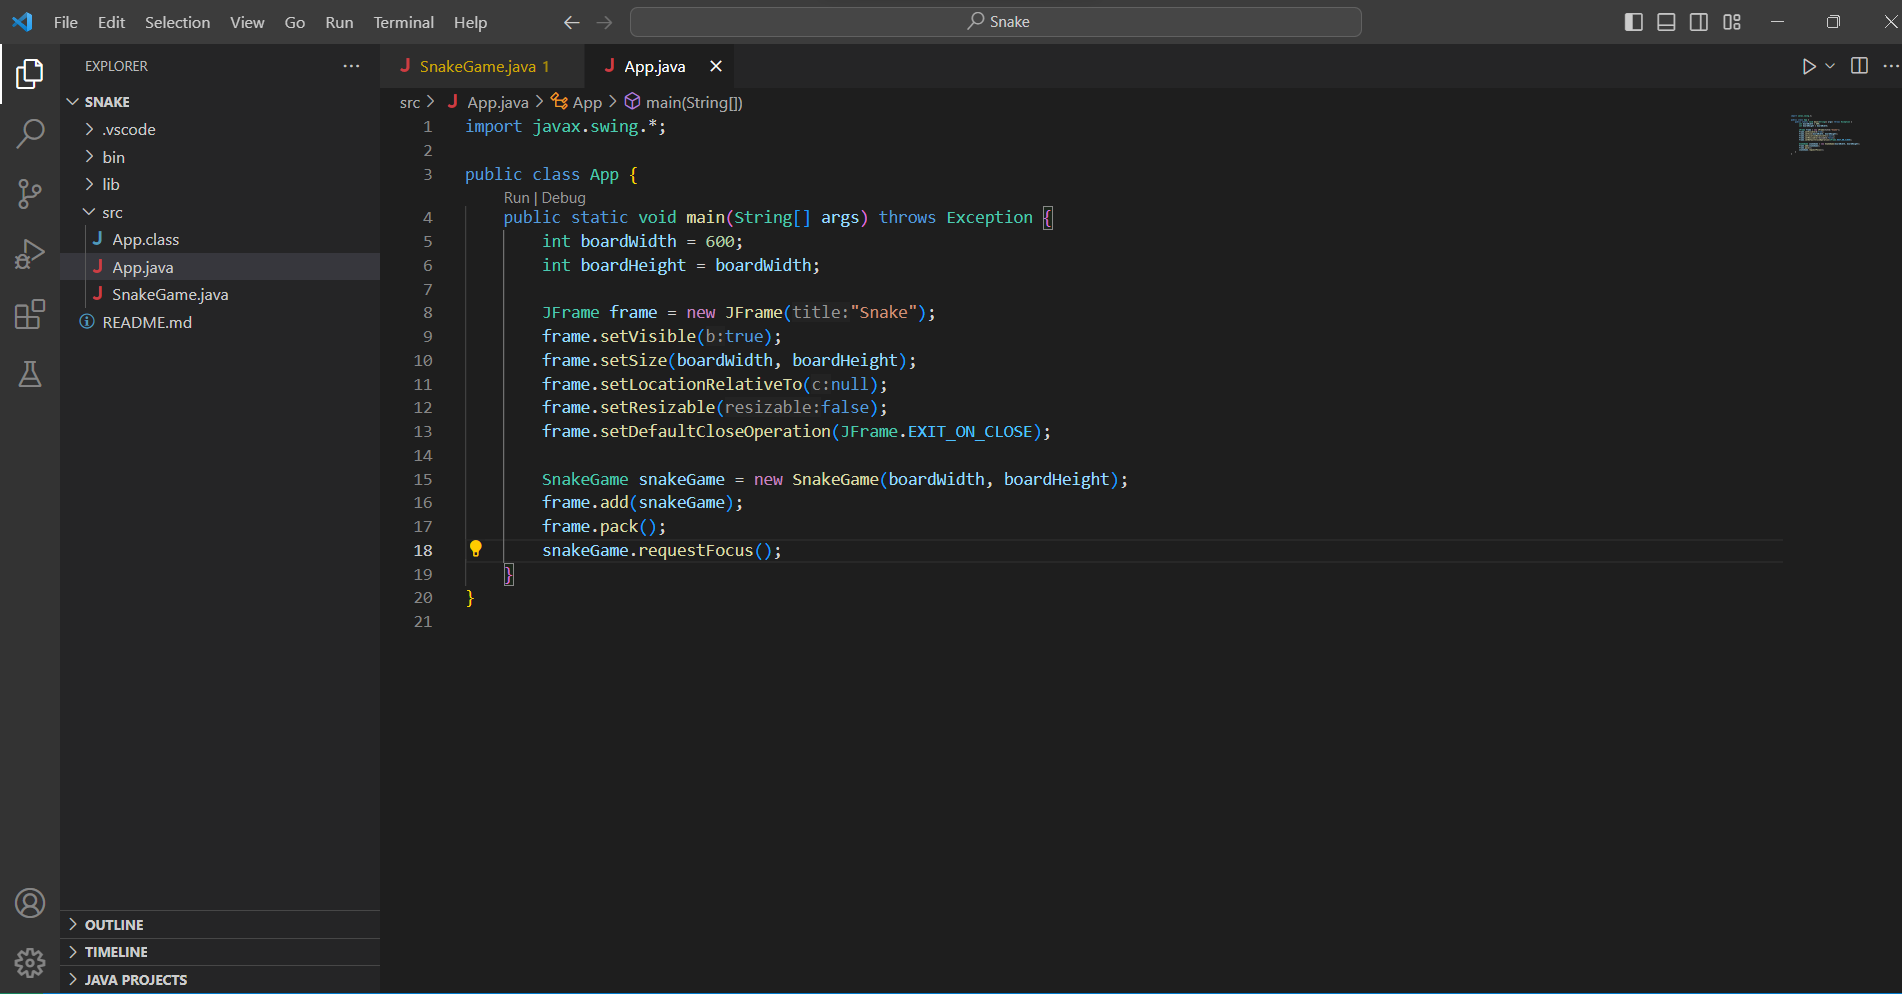 File Edit Selection View Go Run Terminal Help
Snake
EXPLORER
SNAKE
.vscode
bin
lib
src
App.class
App.java
SnakeGame.java
README.md
OUTLINE
TIMELINE
JAVA PROJECTS
SnakeGame.java 1 App.java
src > App.java > App > main(String[])
1 import javax.swing.*;
2
3 public class App {
Run | Debug
4 public static void main(String[] args) throws Exception {
5 int boardWidth = 600;
6 int boardHeight = boardWidth;
7
8 JFrame frame = new JFrame(title:"Snake");
9 frame.setVisible(b:true);
10 frame.setSize(boardWidth, boardHeight);
11 frame.setLocationRelativeTo(c:null);
12 frame.setResizable(resizable:false);
13 frame.setDefaultCloseOperation(JFrame.EXIT_ON_CLOSE);
14
15 SnakeGame snakeGame = new SnakeGame(boardWidth, boardHeight);
16 frame.add(snakeGame);
17 frame.pack();
18 snakeGame.requestFocus();
19 }
20 }
21